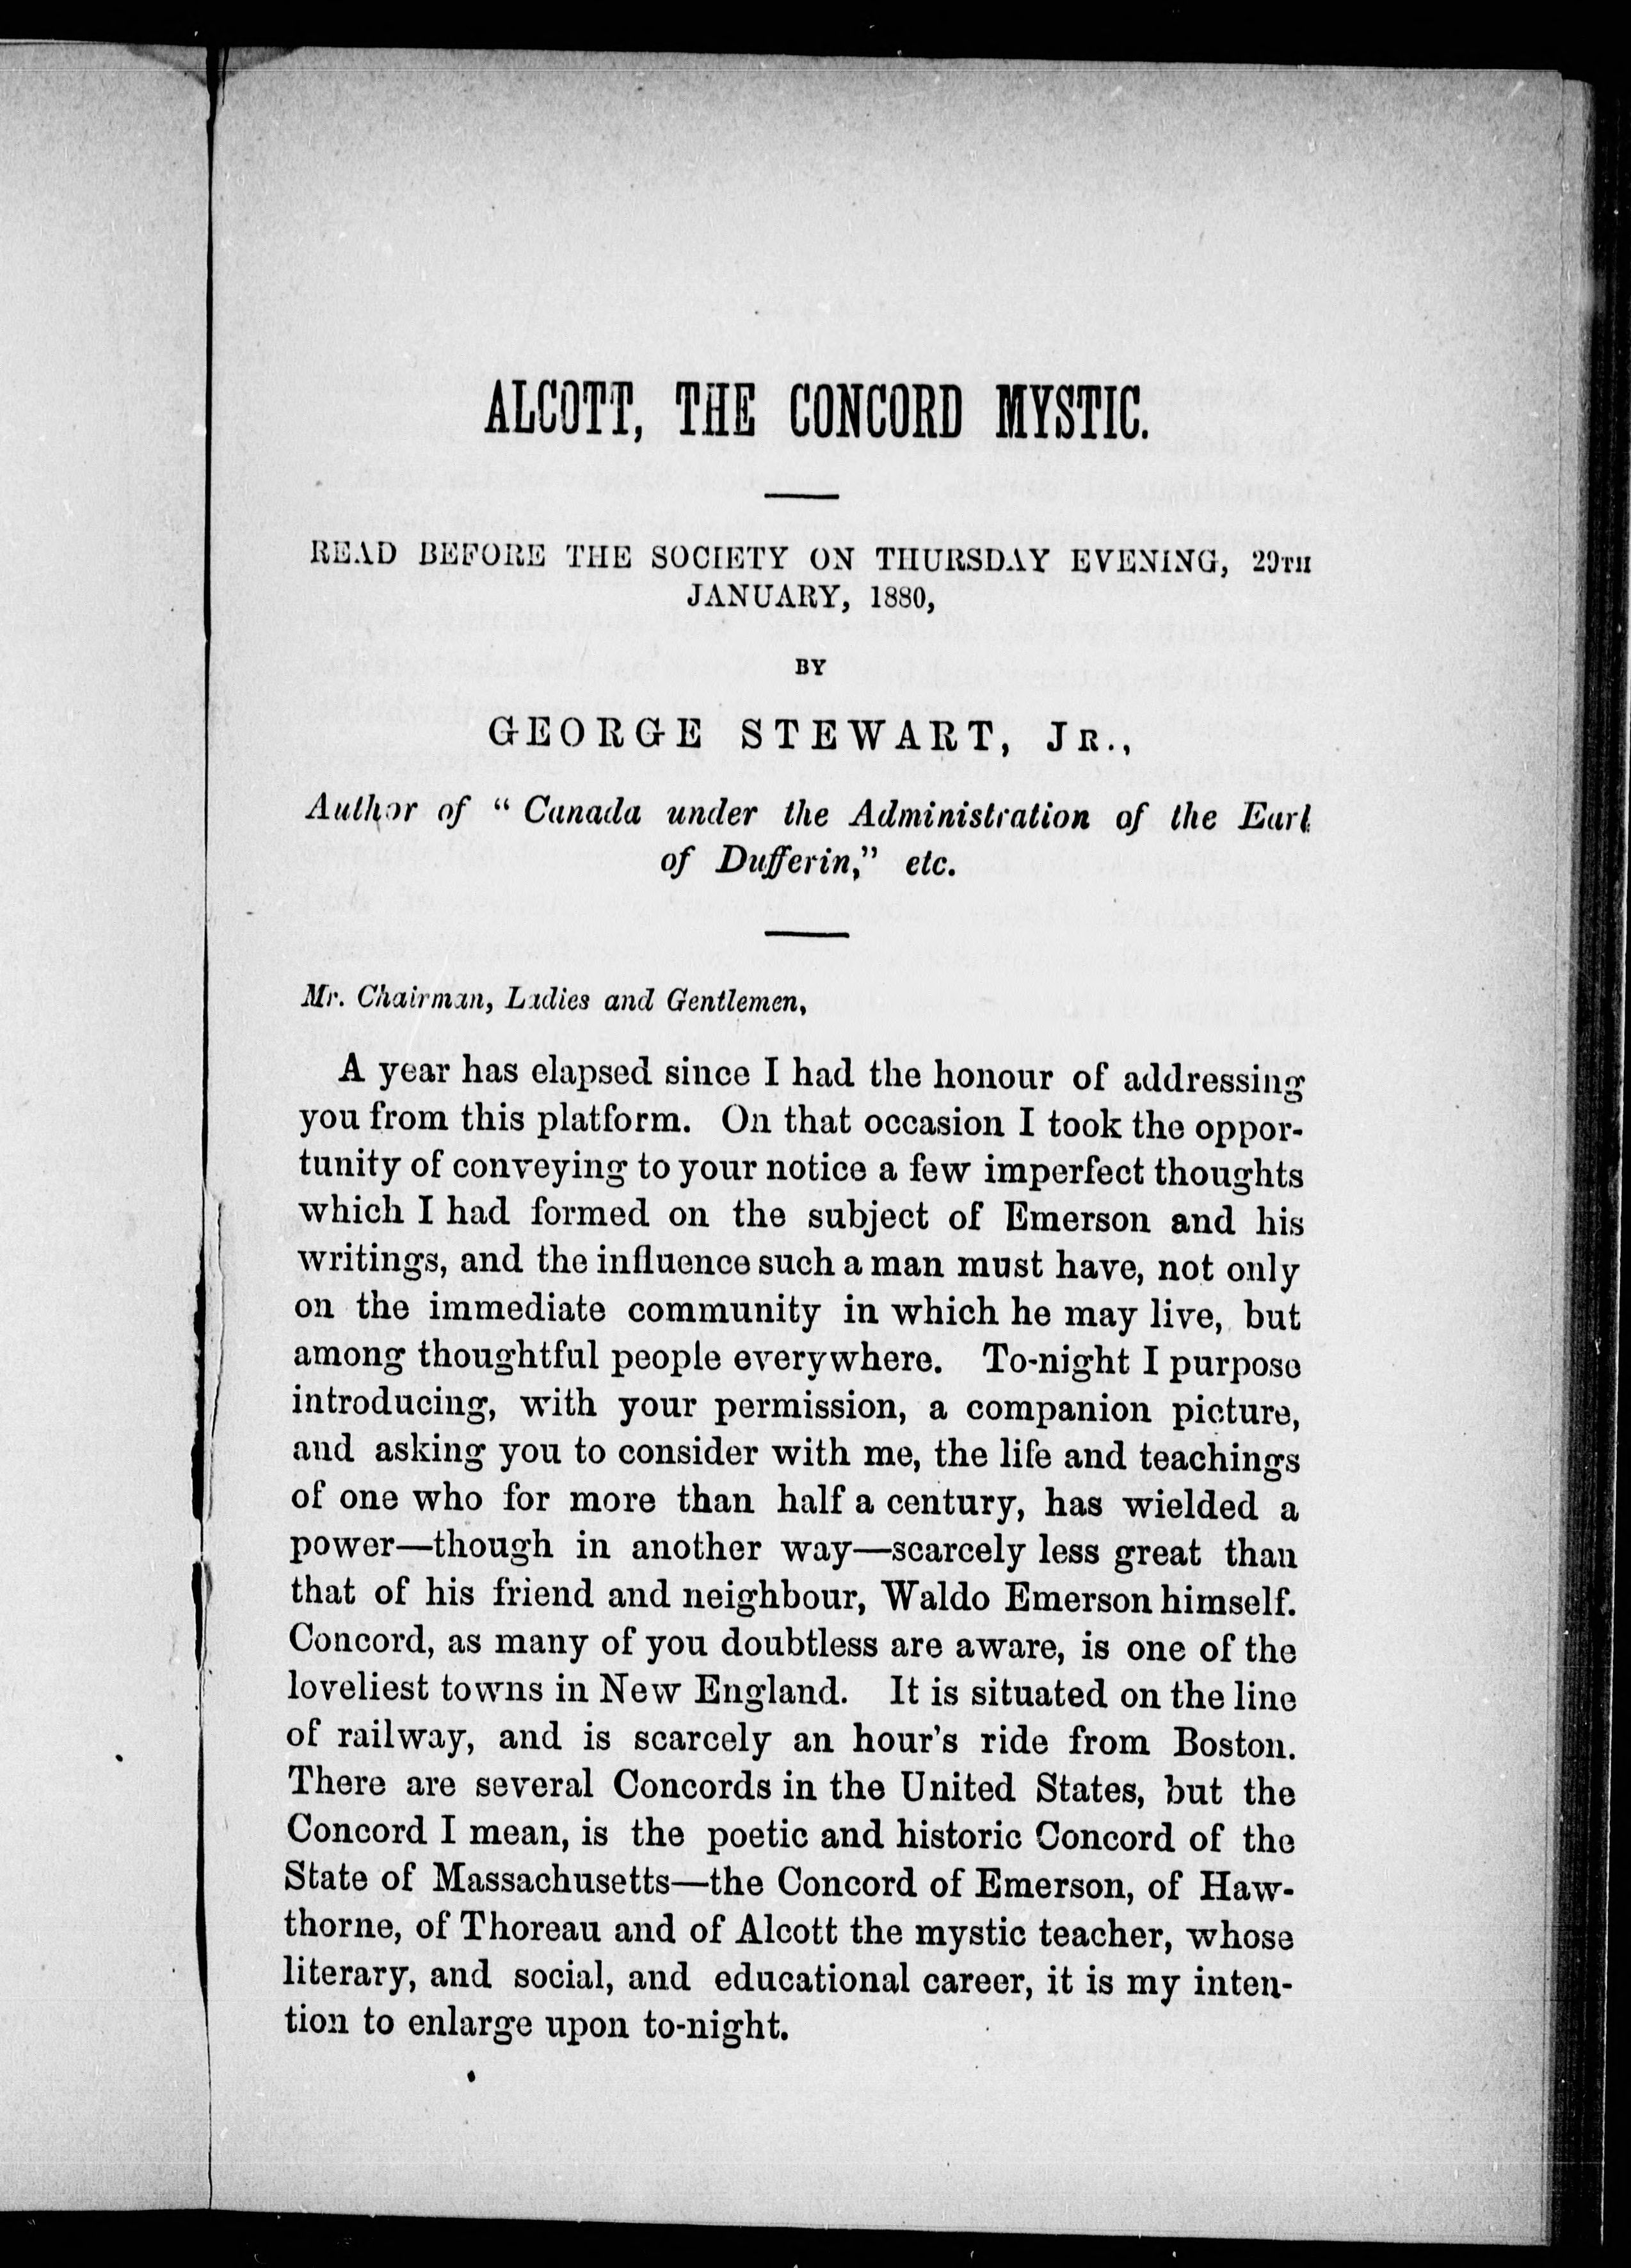 ALCOTT, THE CONCORD MYSTIC.
READ BEFORE THE SOCIETY ON THURSDAY EVENING, 29TH
JANUARY, 1880,
BY
GEORGE STEWART, JR.,
Author of " Canada under the Administration of the Earl
of Dufferin," etc.
Mr. Chairman, Ladies and Gentlemen,
A year has elapsed since I had the honour of addressing
you from this platform. On that occasion I took the oppor-
tunity of conveying to your notice a few imperfect thoughts
which I had formed on the subject of Emerson and his
writings, and the influence such a man must have, not only
on the immediate community in which he may live, but
among thoughtful people everywhere. To-night I purpose
introducing, with your permission, a companion picture,
and asking you to consider with me, the life and teachings
of one who for more than half a century, has wielded a
power—though in another way—scarcely less great than
that of his friend and neighbour, Waldo Emerson himself.
Concord, as many of you doubtless are aware, is one of the
loveliest towns in New England. It is situated on the line
of railway, and is scarcely an hour's ride from Boston.
There are several Concords in the United States, but the
Concord I mean, is the poetic and historic Concord of the
State of Massachusetts—the Concord of Emerson, of Haw-
thorne, of Thoreau and of Alcott the mystic teacher, whose
literary, and social, and educational career, it is my inten-
tion to enlarge upon to-night.